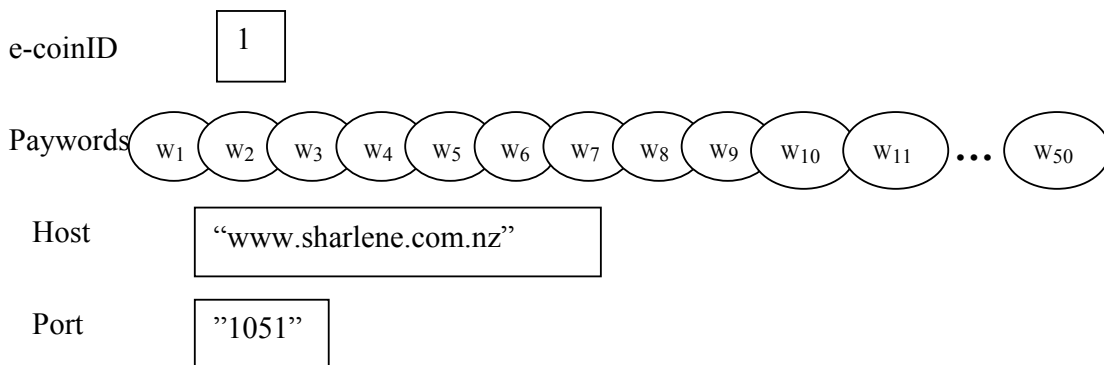 e-coinID 1
Paywords w1 w2 w3 w4 w5 w6 w7 w8 w9 w10 w11 ... w50
Host “www.sharlene.com.nz”
Port ”1051”